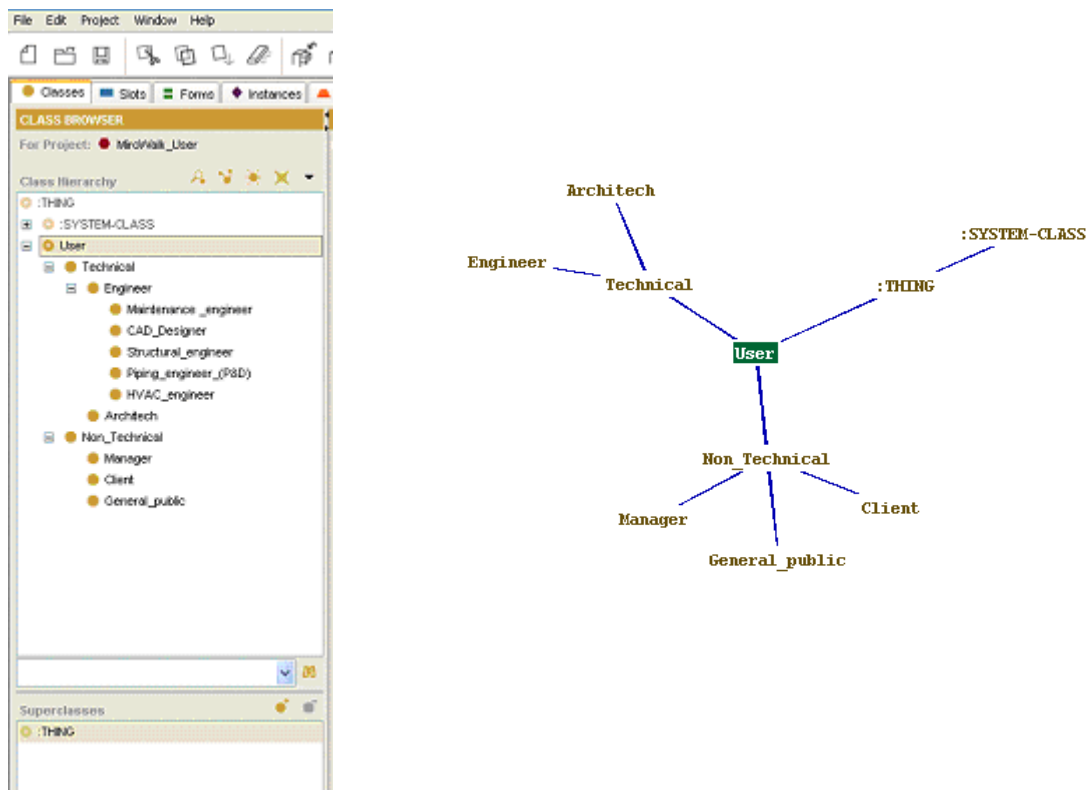 File Edit Project Window Help
Classes Slots Forms Instances
CLASS BROWSER
For Project: MiroWalk_User
Class Hierarchy
:THING
:SYSTEM-CLASS
User
Technical
Engineer
Maintenance _engineer
CAD_Designer
Structural_engineer
Piping_engineer_(P&D)
HVAC_engineer
Architech
Non_Technical
Manager
Client
General_public
Superclasses
:THING
Architech
:SYSTEM-CLASS
Engineer
Technical
:THING
User
Non_Technical
Client
Manager
General_public